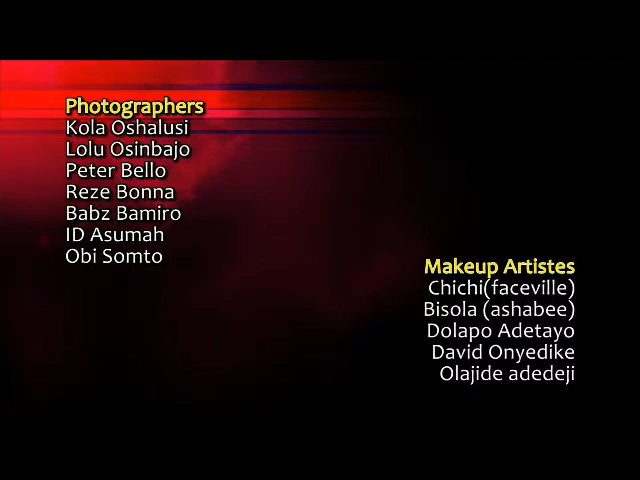 Photographers
Kola Oshalusi
Lolu Osinbajo
Peter Bello
Reze Bonna
Babz Bamiro
ID Asumah
Obi Somto
Makeup Artistes
Chichi(faceville)
Bisola (ashabee)
Dolapo Adetayo
David Onyedike
Olajide adedeji